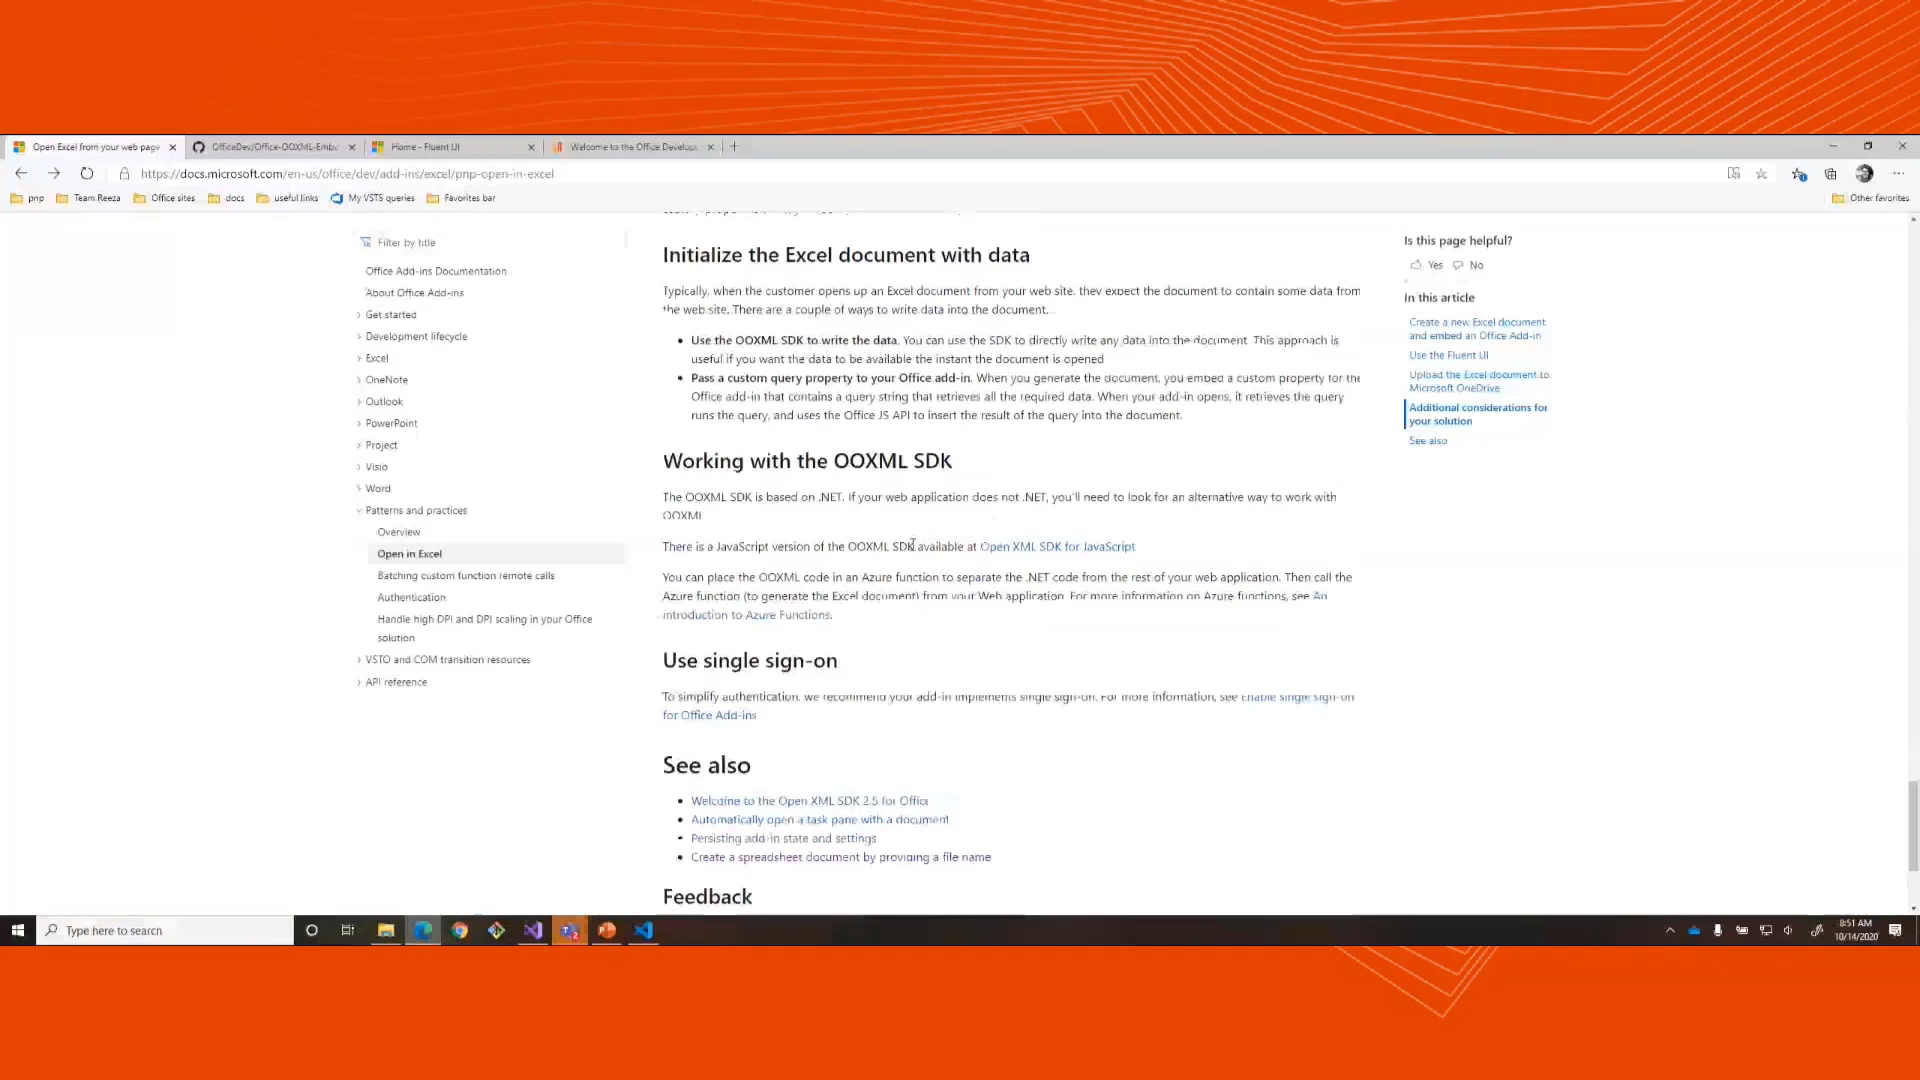 Open Excel from your web page
OfficeDev/Office-OOXML-Emb
Home - Fluent UI
Welcome to the Office Develop
https://docs.microsoft.com/en-us/office/dev/add-ins/excel/pnp-open-in-excel
pnp
Team Reeza
Office sites
docs
useful links
My VSTS queries
Favorites bar
Other favorites
Filter by title
Office Add-ins Documentation
About Office Add-ins
Get started
Development lifecycle
Excel
OneNote
Outlook
PowerPoint
Project
Visio
Word
Patterns and practices
Overview
Open in Excel
Batching custom function remote calls
Authentication
Handle high DPI and DPI scaling in your Office
solution
VSTO and COM transition resources
API reference
Initialize the Excel document with data
Typically, when the customer opens up an Excel document from your web site, they expect the document to contain some data from
the web site. There are a couple of ways to write data into the document.
• Use the OOXML SDK to write the data. You can use the SDK to directly write any data into the document. This approach is
useful if you want the data to be available the instant the document is opened
• Pass a custom query property to your Office add-in. When you generate the document, you embed a custom property for the
Office add-in that contains a query string that retrieves all the required data. When your add-in opens, it retrieves the query
runs the query, and uses the Office JS API to insert the result of the query into the document.
Working with the OOXML SDK
The OOXML SDK is based on .NET. If your web application does not .NET, you'll need to look for an alternative way to work with
OOXML
There is a JavaScript version of the OOXML SDK available at Open XML SDK for JavaScript
You can place the OOXML code in an Azure function to separate the .NET code from the rest of your web application. Then call the
Azure function (to generate the Excel document) from your Web application. For more information on Azure functions, see An
introduction to Azure Functions.
Use single sign-on
To simplify authentication, we recommend your add-in implements single sign-on. For more information, see Enable single sign-on
for Office Add-ins
See also
• Welcome to the Open XML SDK 2.5 for Office
• Automatically open a task pane with a document
• Persisting add-in state and settings
• Create a spreadsheet document by providing a file name
Feedback
Is this page helpful?
Yes
No
In this article
Create a new Excel document
and embed an Office Add-in
Use the Fluent UI
Upload the Excel document to
Microsoft OneDrive
Additional considerations for
your solution
See also
Type here to search
8:51 AM
10/14/2020